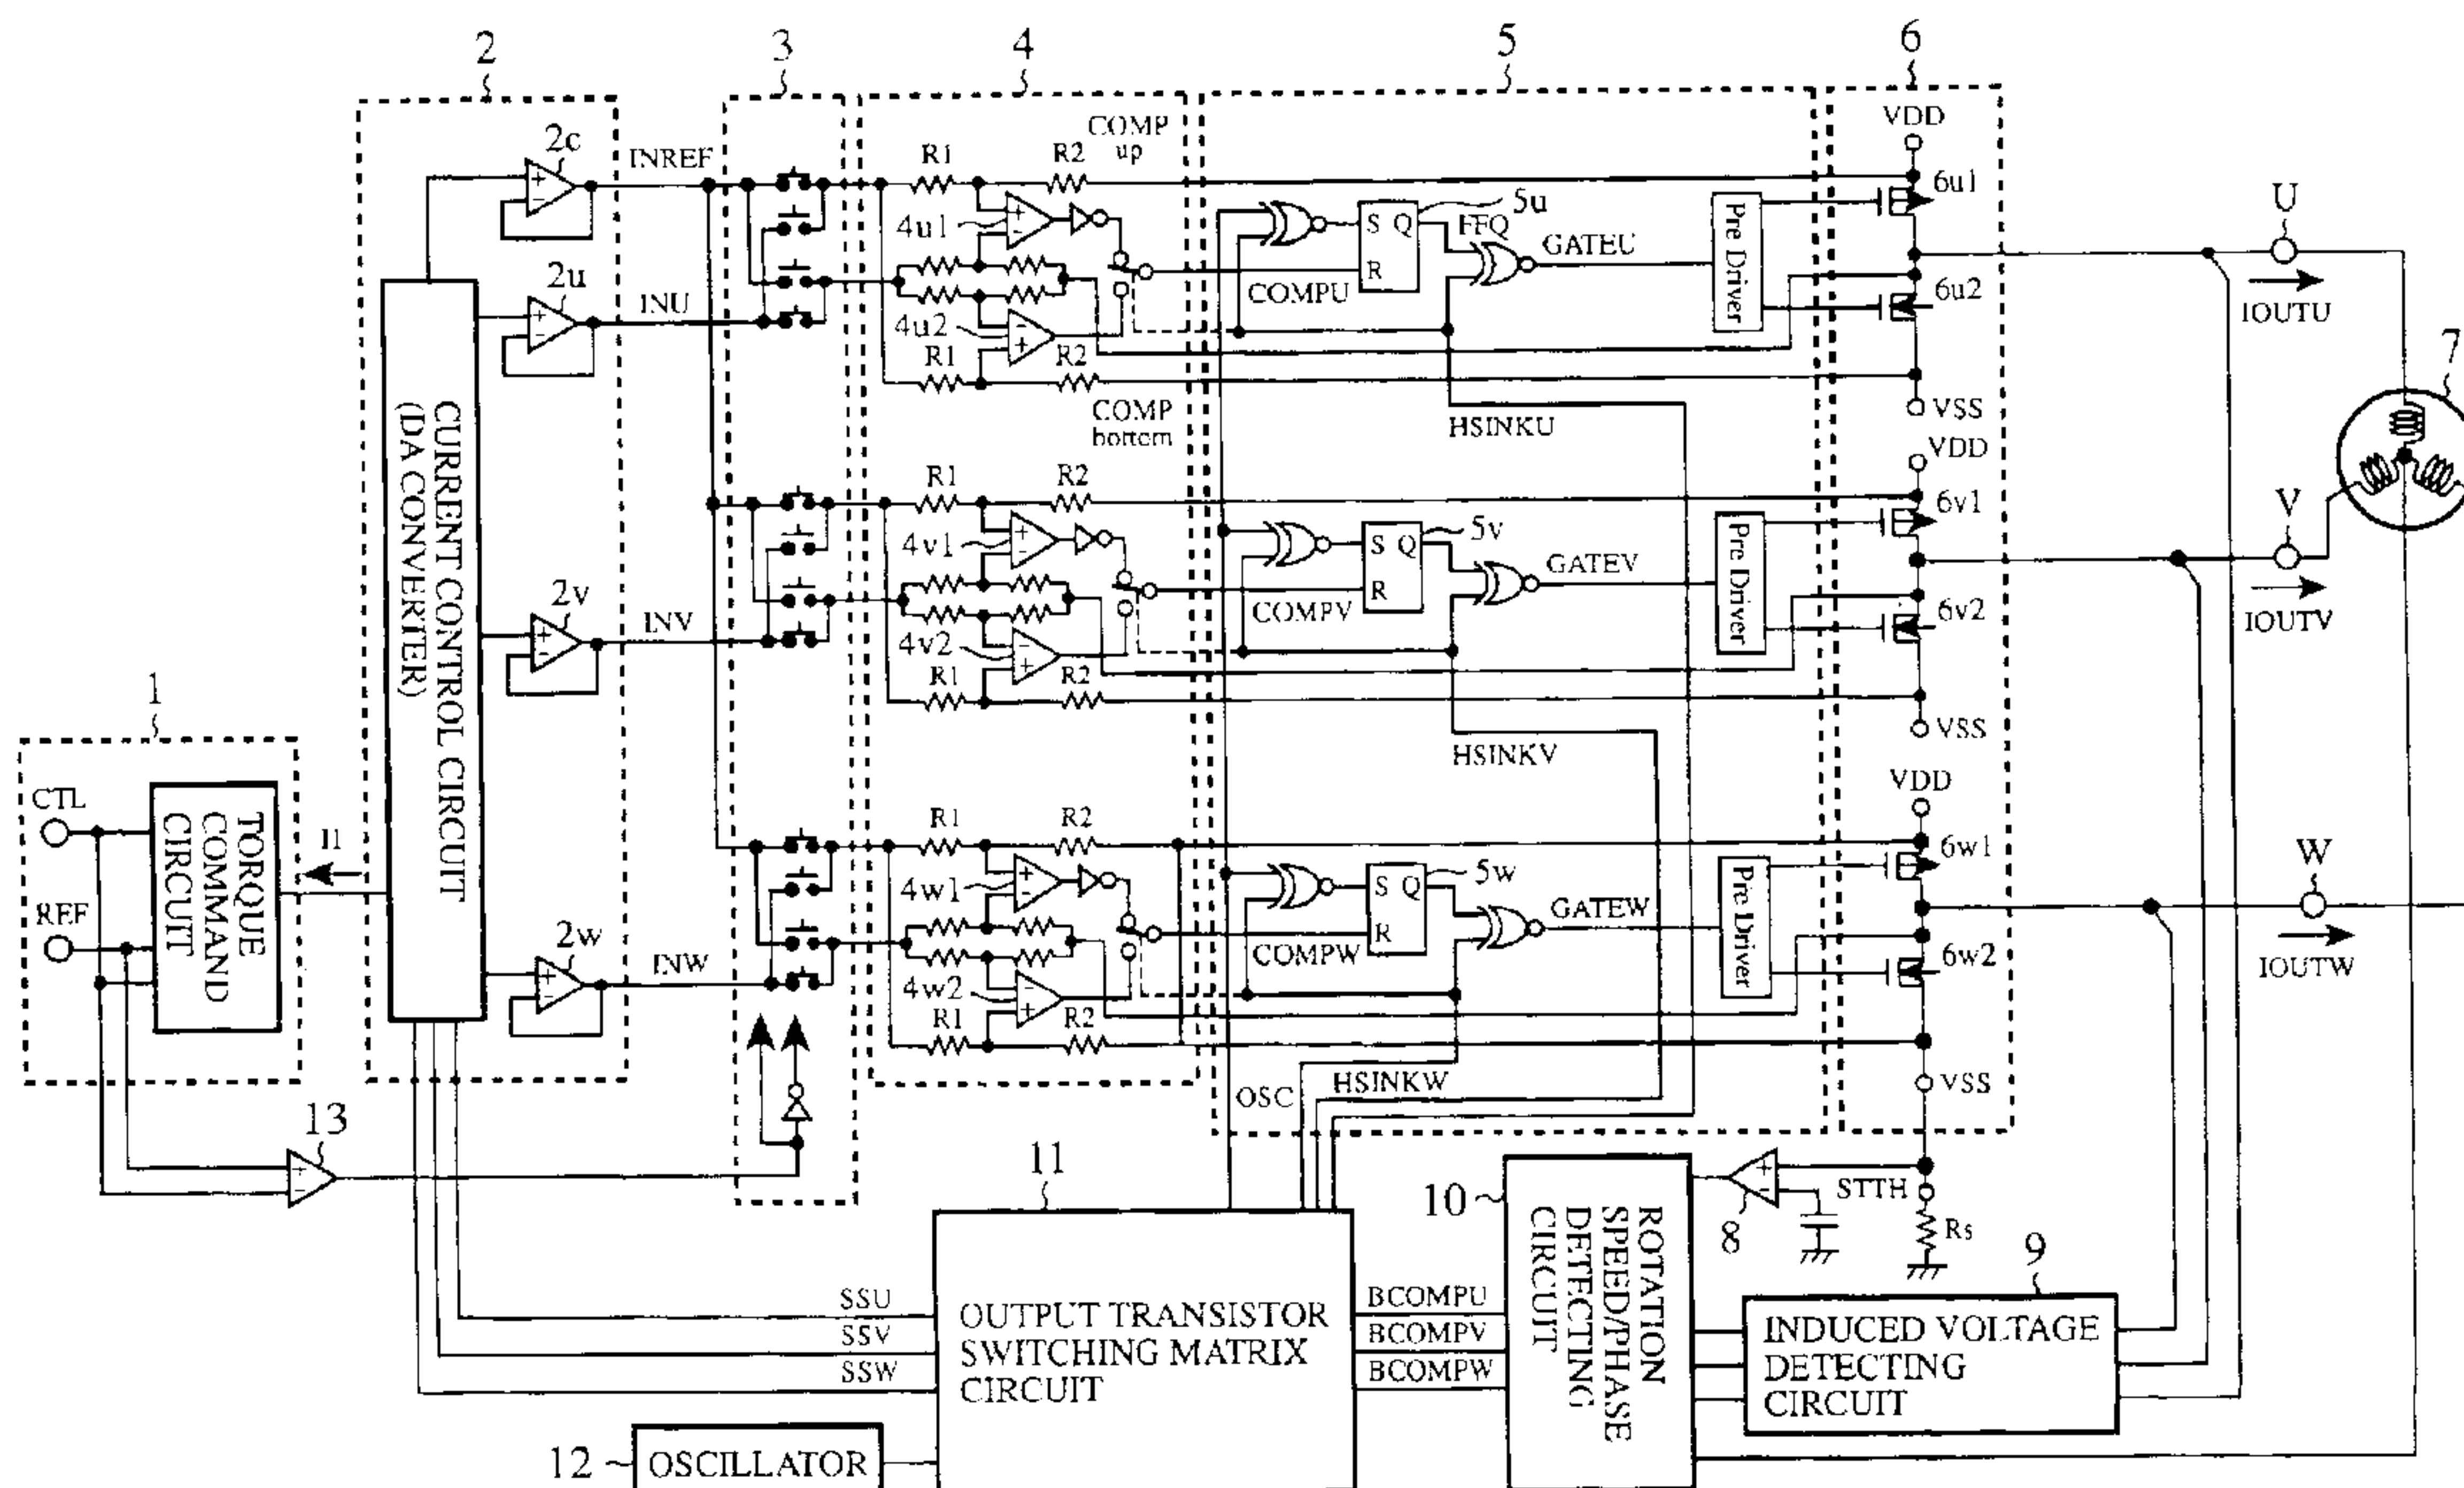 2
3
4
5
6
2c
INREF
R1
R2
COMP
up
VDD
6u1
U
4u1
S Q
R
5u
FFQ
GATEU
Pre Driver
2u
INU
COMPU
6u2
IOUTU
4u2
R1
R2
7
COMP
bottom
HSINKU
VSS
CURRENT CONTROL CIRCUIT
(DA CONVERTER)
VDD
R1
R2
6v1
V
4v1
S Q
R
5v
GATEV
Pre Driver
2v
INV
COMPV
6v2
IOUTV
4v2
R1
R2
1
HSINKV
VSS
CTL
REF
TORQUE
COMMAND
CIRCUIT
I1
VDD
R1
R2
6w1
W
4w1
S Q
R
5w
GATEW
Pre Driver
2w
INW
COMPW
6w2
IOUTW
4w2
R1
R2
OSC
HSINKW
VSS
13
11
10
ROTATION
SPEED/PHASE
DETECTING
CIRCUIT
8
STTH
Rs
9
SSU
SSV
SSW
OUTPUT TRANSISTOR
SWITCHING MATRIX
CIRCUIT
BCOMPU
BCOMPV
BCOMPW
INDUCED VOLTAGE
DETECTING
CIRCUIT
12
OSCILLATOR